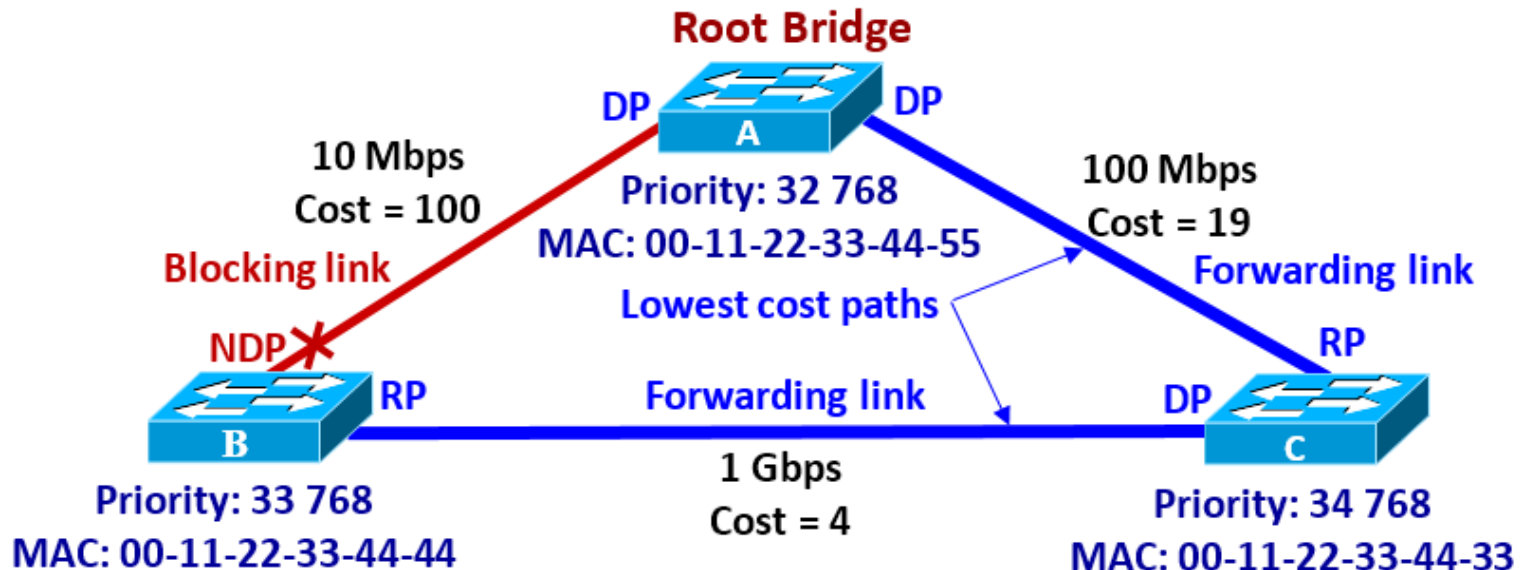 Root Bridge
DP
DP
A
10 Mbps
Cost = 100
Priority: 32 768
MAC: 00-11-22-33-44-55
100 Mbps
Cost = 19
Blocking link
Forwarding link
Lowest cost paths
NDP
RP
RP
Forwarding link
DP
B
C
1 Gbps
Cost = 4
Priority: 33 768
MAC: 00-11-22-33-44-44
Priority: 34 768
MAC: 00-11-22-33-44-33